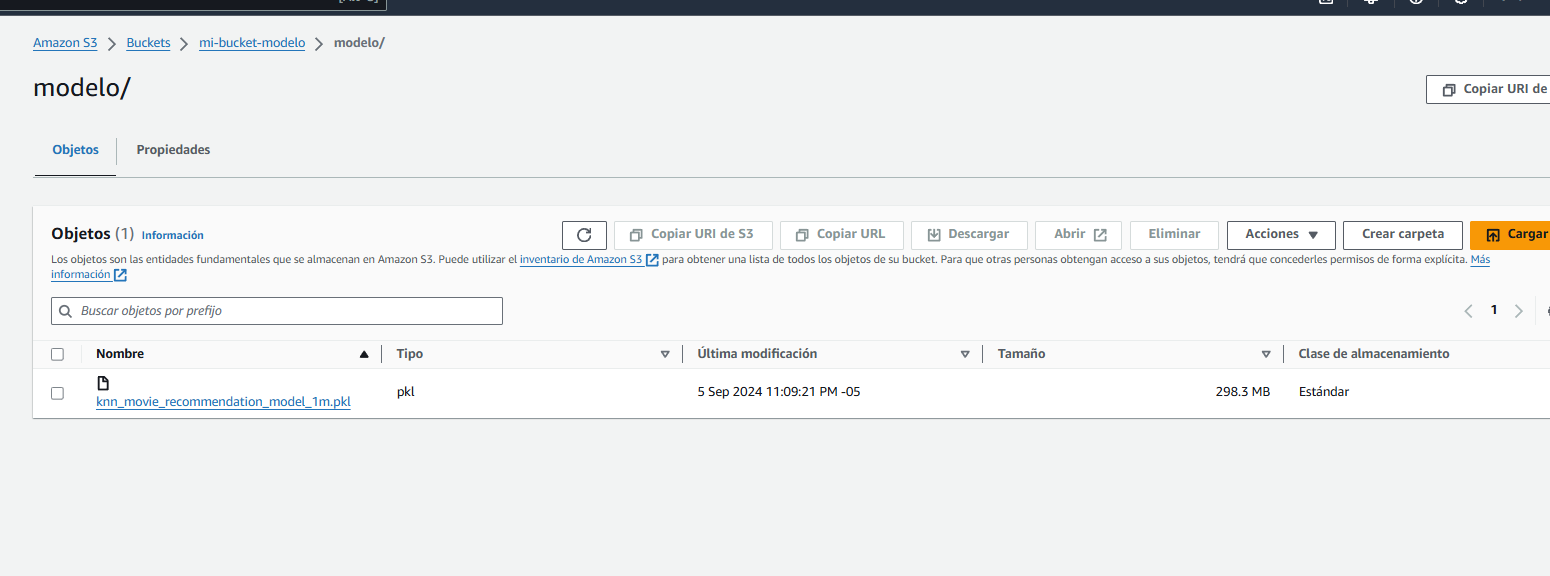 Amazon S3 > Buckets > mi-bucket-modelo > modelo/
modelo/
Copiar URI de
Objetos Propiedades
Objetos (1) Información
Copiar URI de S3 Copiar URL Descargar Abrir Eliminar Acciones Crear carpeta Cargar
Los objetos son las entidades fundamentales que se almacenan en Amazon S3. Puede utilizar el inventario de Amazon S3 para obtener una lista de todos los objetos de su bucket. Para que otras personas obtengan acceso a sus objetos, tendrá que concederles permisos de forma explícita. Más
información
Buscar objetos por prefijo
1
Nombre Tipo Última modificación Tamaño Clase de almacenamiento
knn_movie_recommendation_model_1m.pkl pkl 5 Sep 2024 11:09:21 PM -05 298.3 MB Estándar